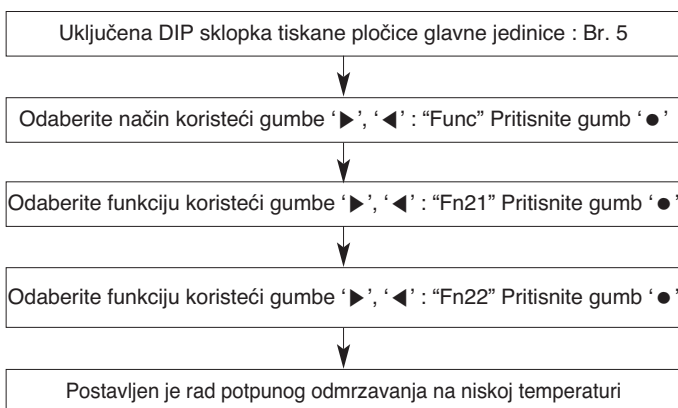 Uključena DIP sklopka tiskane pločice glavne jedinice : Br. 5
Odaberite način koristeći gumbe ‘▶’, ‘◀’ : “Func” Pritisnite gumb ‘●’
Odaberite funkciju koristeći gumbe ‘▶’, ‘◀’ : “Fn21” Pritisnite gumb ‘●’
Odaberite funkciju koristeći gumbe ‘▶’, ‘◀’ : “Fn22” Pritisnite gumb ‘●’
Postavljen je rad potpunog odmrzavanja na niskoj temperaturi